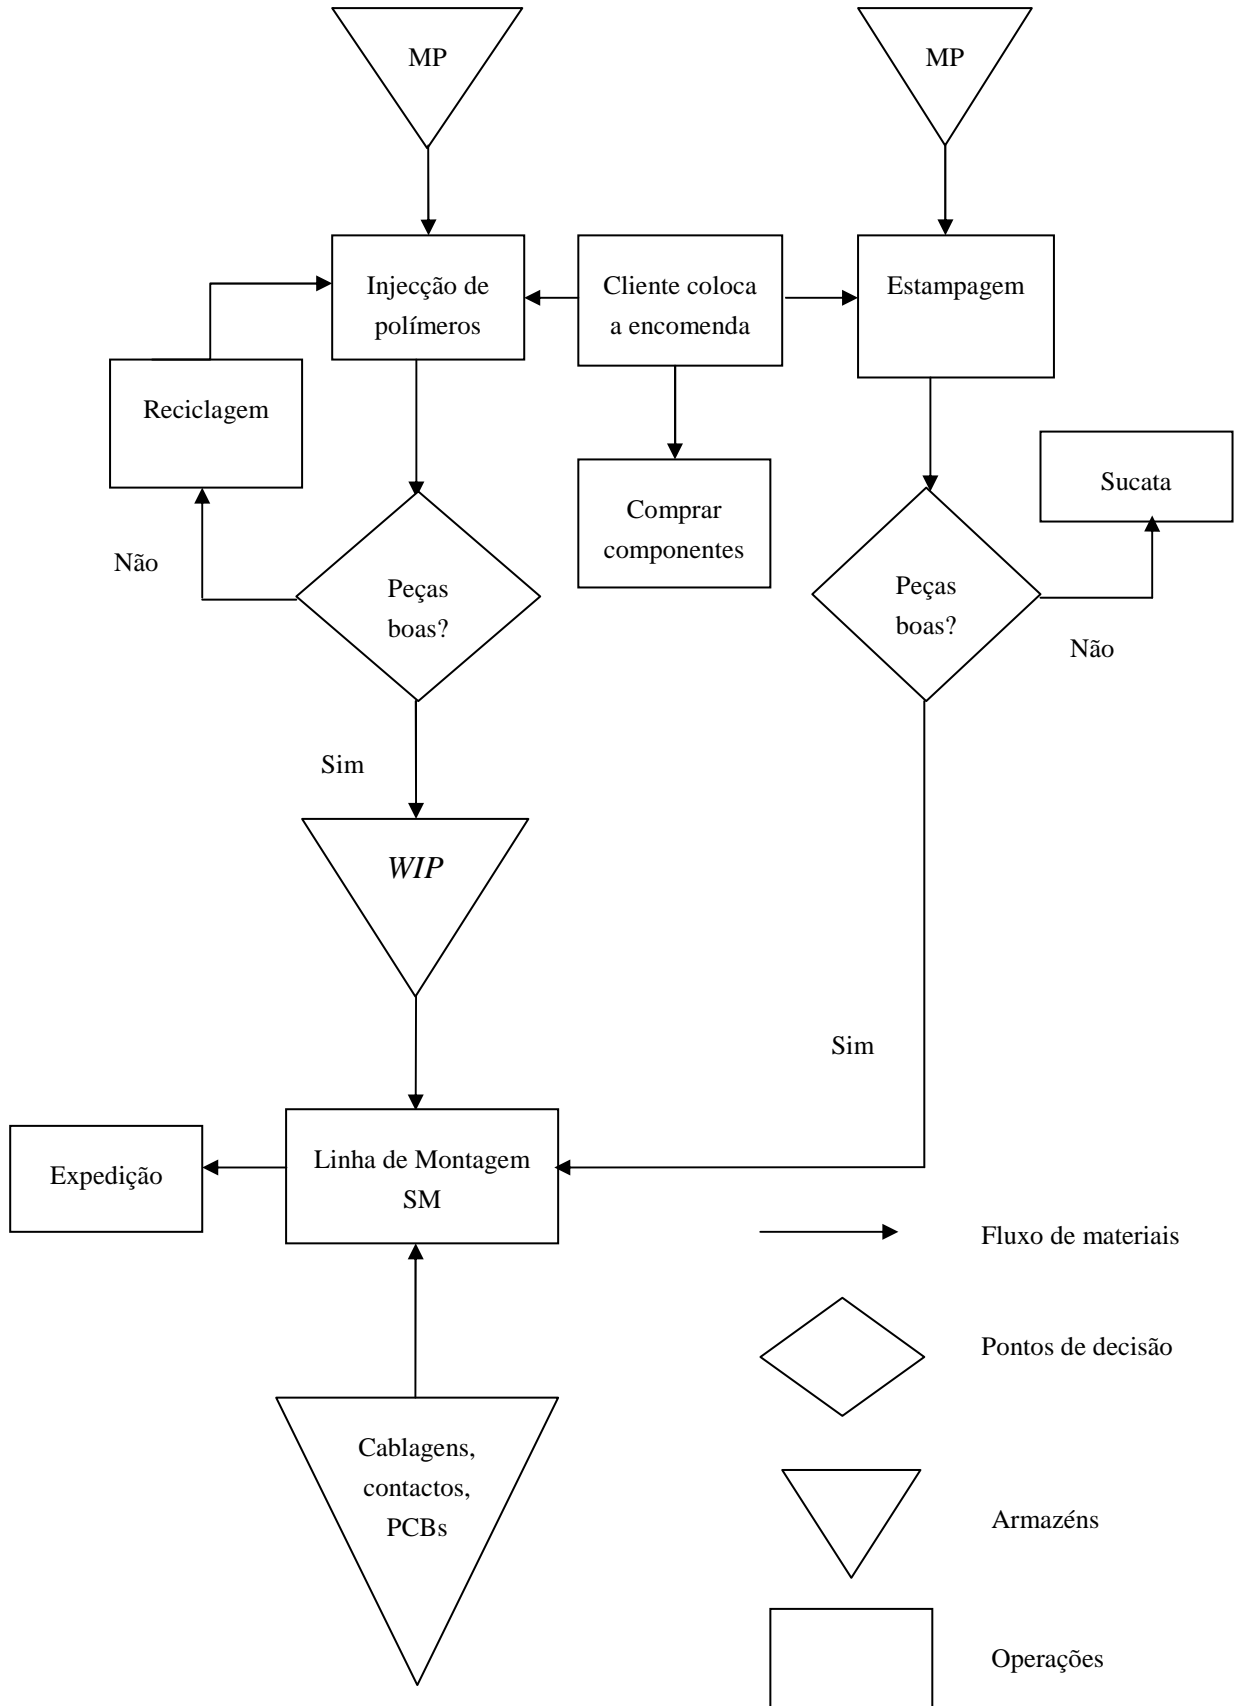 MP
MP
Injecção de
polímeros
Cliente coloca
a encomenda
Estampagem
Reciclagem
Sucata
Comprar
componentes
Não
Peças
boas?
Peças
boas?
Não
Sim
WIP
Sim
Linha de Montagem
SM
Expedição
Fluxo de materiais
Pontos de decisão
Cablagens,
contactos,
PCBs
Armazéns
Operações